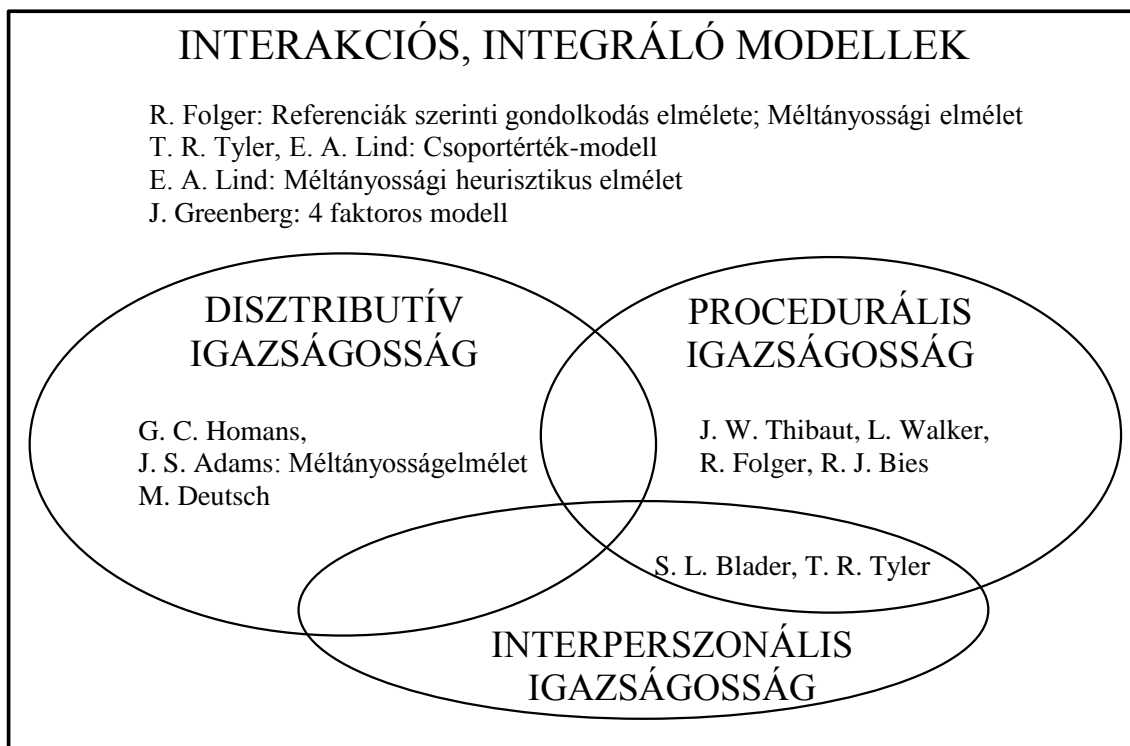 INTERAKCIÓS, INTEGRÁLÓ MODELLEK
R. Folger: Referenciák szerinti gondolkodás elmélete; Méltányossági elmélet
T. R. Tyler, E. A. Lind: Csoportérték-modell
E. A. Lind: Méltányossági heurisztikus elmélet
J. Greenberg: 4 faktoros modell
DISZTRIBUTÍV
IGAZSÁGOSSÁG
G. C. Homans,
J. S. Adams: Méltányosságelmélet
M. Deutsch
PROCEDURÁLIS
IGAZSÁGOSSÁG
J. W. Thibaut, L. Walker,
R. Folger, R. J. Bies
S. L. Blader, T. R. Tyler
INTERPERSZONÁLIS
IGAZSÁGOSSÁG